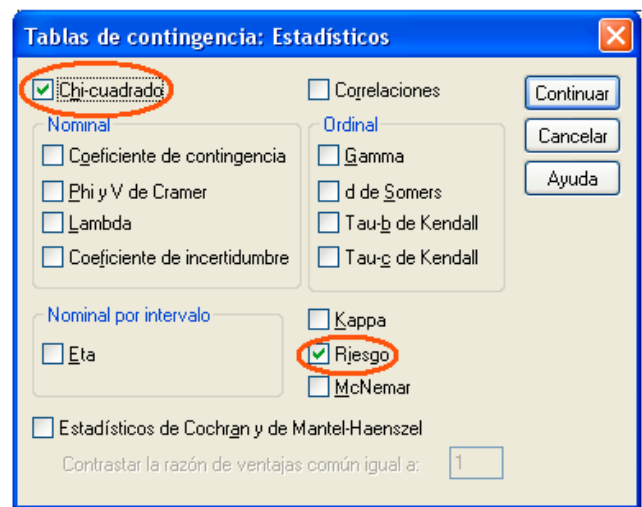 Tablas de contingencia: Estadísticos
Chi-cuadrado
Correlaciones
Continuar
Nominal
Ordinal
Cancelar
Coeficiente de contingencia
Gamma
Ayuda
Phi y V de Cramer
d de Somers
Lambda
Tau-b de Kendall
Coeficiente de incertidumbre
Tau-c de Kendall
Nominal por intervalo
Kappa
Eta
Riesgo
McNemar
Estadísticos de Cochran y de Mantel-Haenszel
Contrastar la razón de ventajas común igual a: 1